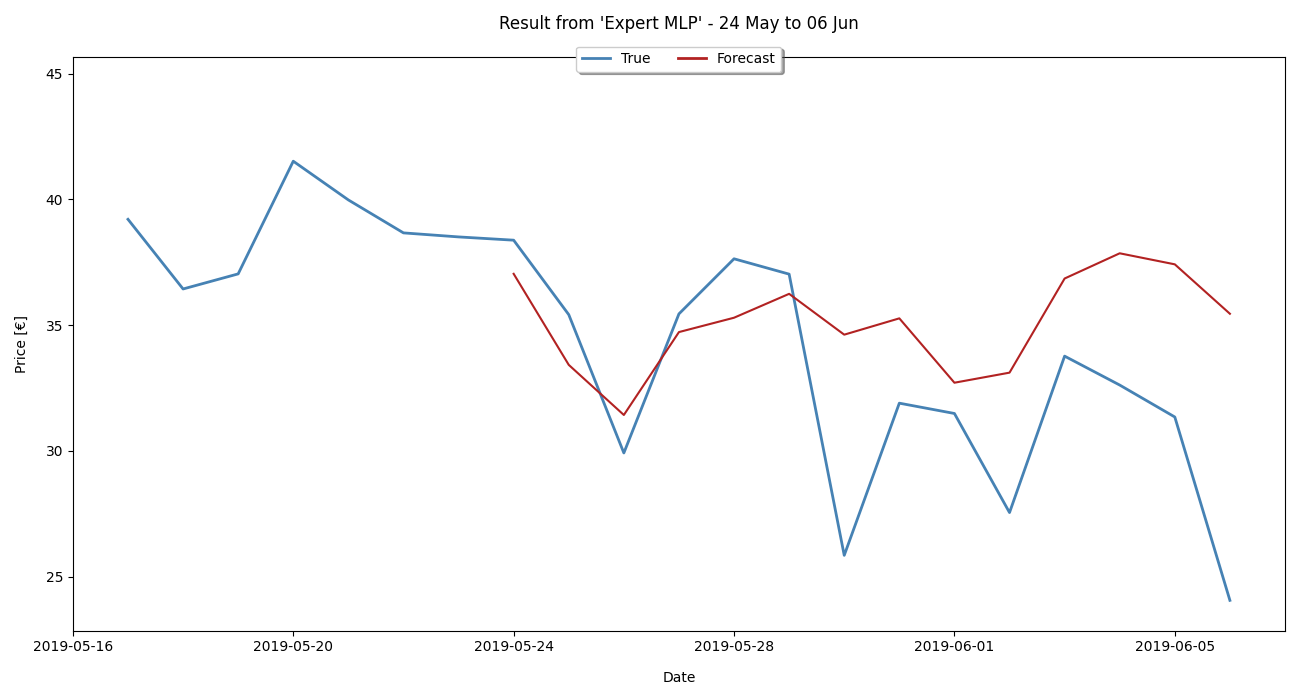 Result from 'Expert MLP' - 24 May to 06 Jun
True Forecast
45
40
35
30
25
Price [€]
2019-05-16 2019-05-20 2019-05-24 2019-05-28 2019-06-01 2019-06-05
Date